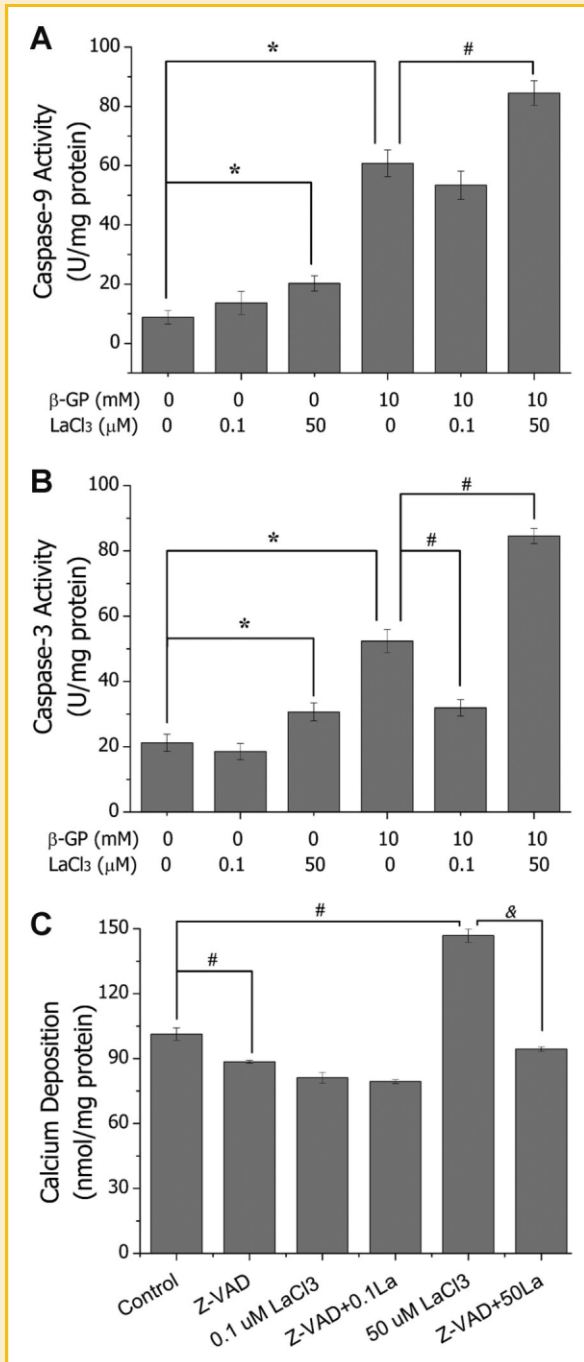 A
*
#
*
Caspase-9 Activity
(U/mg protein)
100
80
60
40
20
0
β-GP (mM) 0 0 0 10 10 10
LaCl₃ (μM) 0 0.1 50 0 0.1 50
B
#
*
#
*
Caspase-3 Activity
(U/mg protein)
100
80
60
40
20
0
β-GP (mM) 0 0 0 10 10 10
LaCl₃ (μM) 0 0.1 50 0 0.1 50
C
#
&
#
Calcium Deposition
(nmol/mg protein)
150
120
90
60
30
0
Control
Z-VAD
0.1 uM LaCl3
Z-VAD+0.1La
50 uM LaCl3
Z-VAD+50La